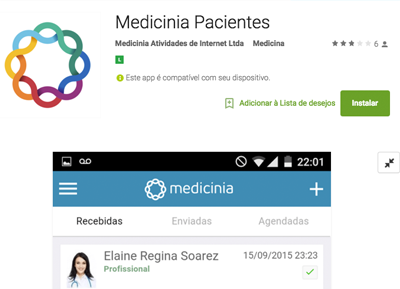 Medicinia Pacientes
Medicinia Atividades de Internet Ltda Medicina 6
L
Este app é compatível com seu dispositivo.
Adicionar à Lista de desejos Instalar
22:01
medicinia
Recebidas Enviadas Agendadas
Elaine Regina Soarez 15/09/2015 23:23
Profissional